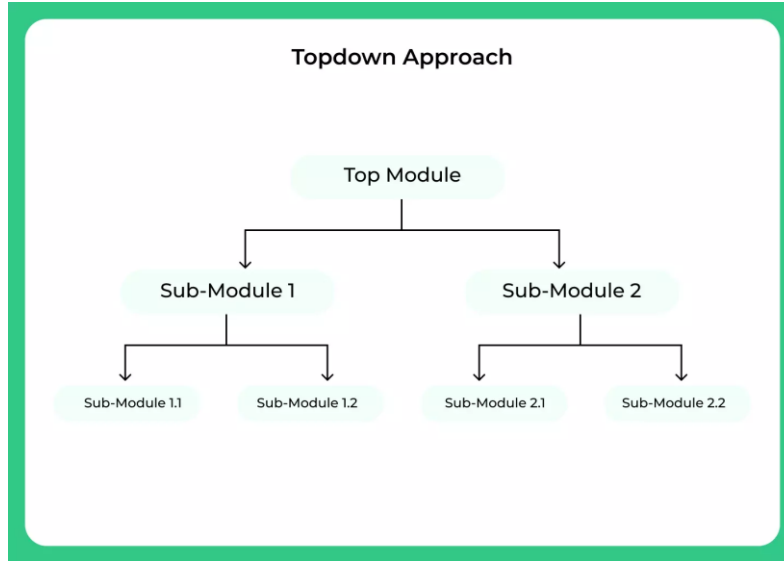 Topdown Approach
Top Module
Sub-Module 1
Sub-Module 2
Sub-Module 1.1
Sub-Module 1.2
Sub-Module 2.1
Sub-Module 2.2